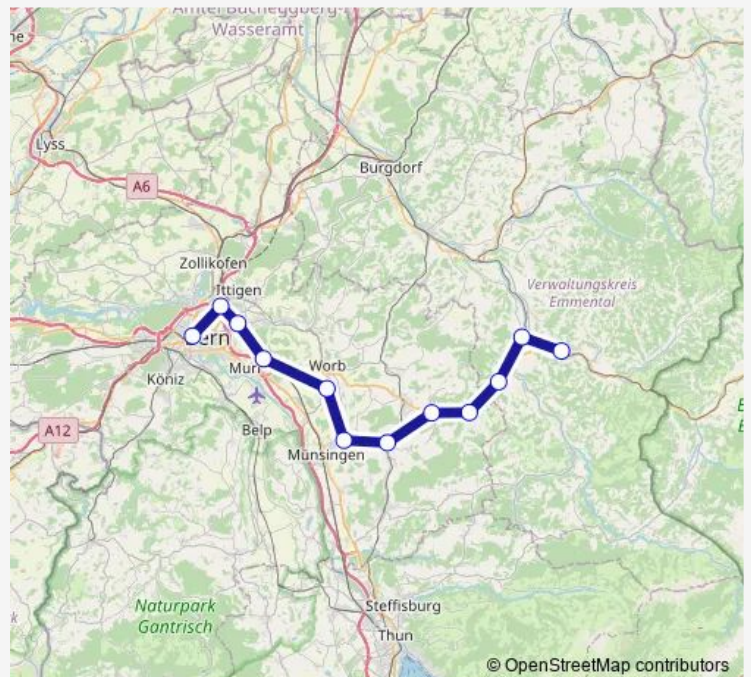 Amtei Bucheggberg-
Wasseramt
Lyss
Burgdorf
A6
Zollikofen
Ittigen
Verwaltungskreis
Emmental
Bern
Muri
Worb
Köniz
Belp
A12
Münsingen
Naturpark
Gantrisch
Steffisburg
Thun
© OpenStreetMap contributors